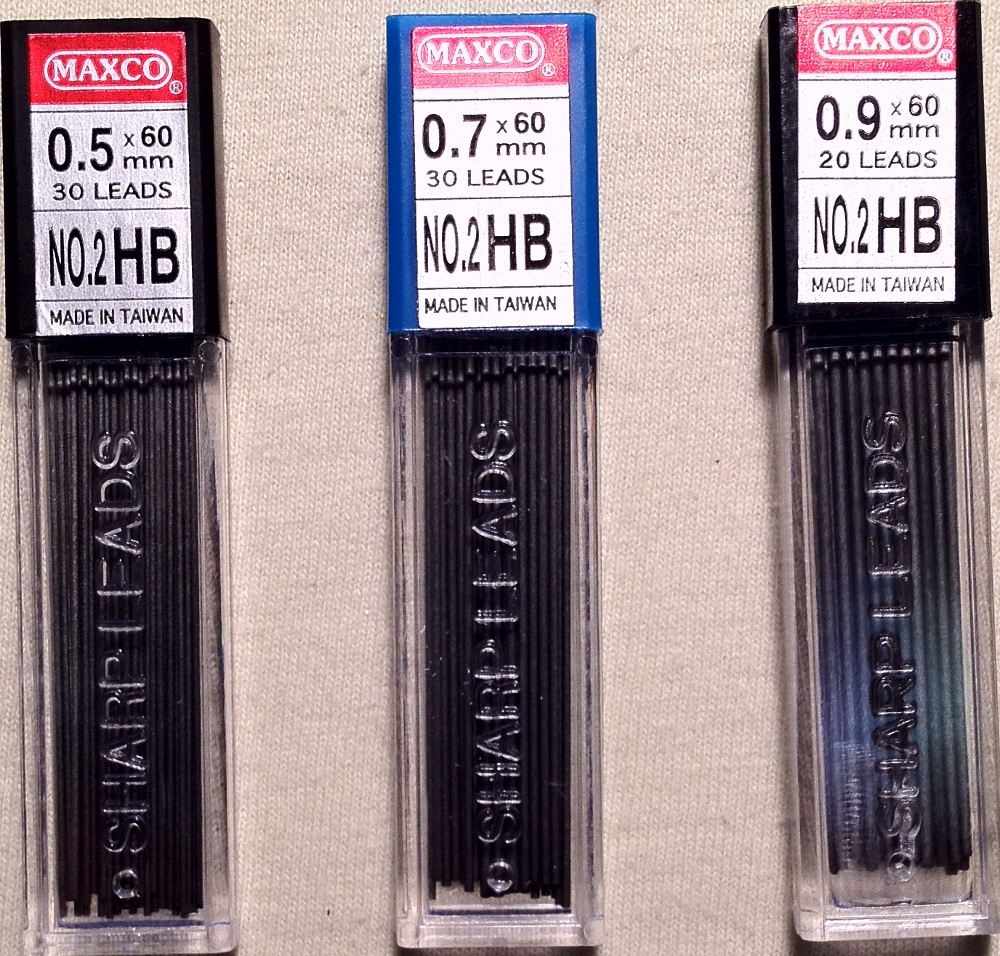 MAXCO®
0.5 x 60 mm
30 LEADS
NO.2 HB
MADE IN TAIWAN
SHARP LEADS
MAXCO®
0.7 x 60 mm
30 LEADS
NO.2 HB
MADE IN TAIWAN
SHARP LEADS
MAXCO®
0.9 x 60 mm
20 LEADS
NO.2 HB
MADE IN TAIWAN
SHARP LEADS